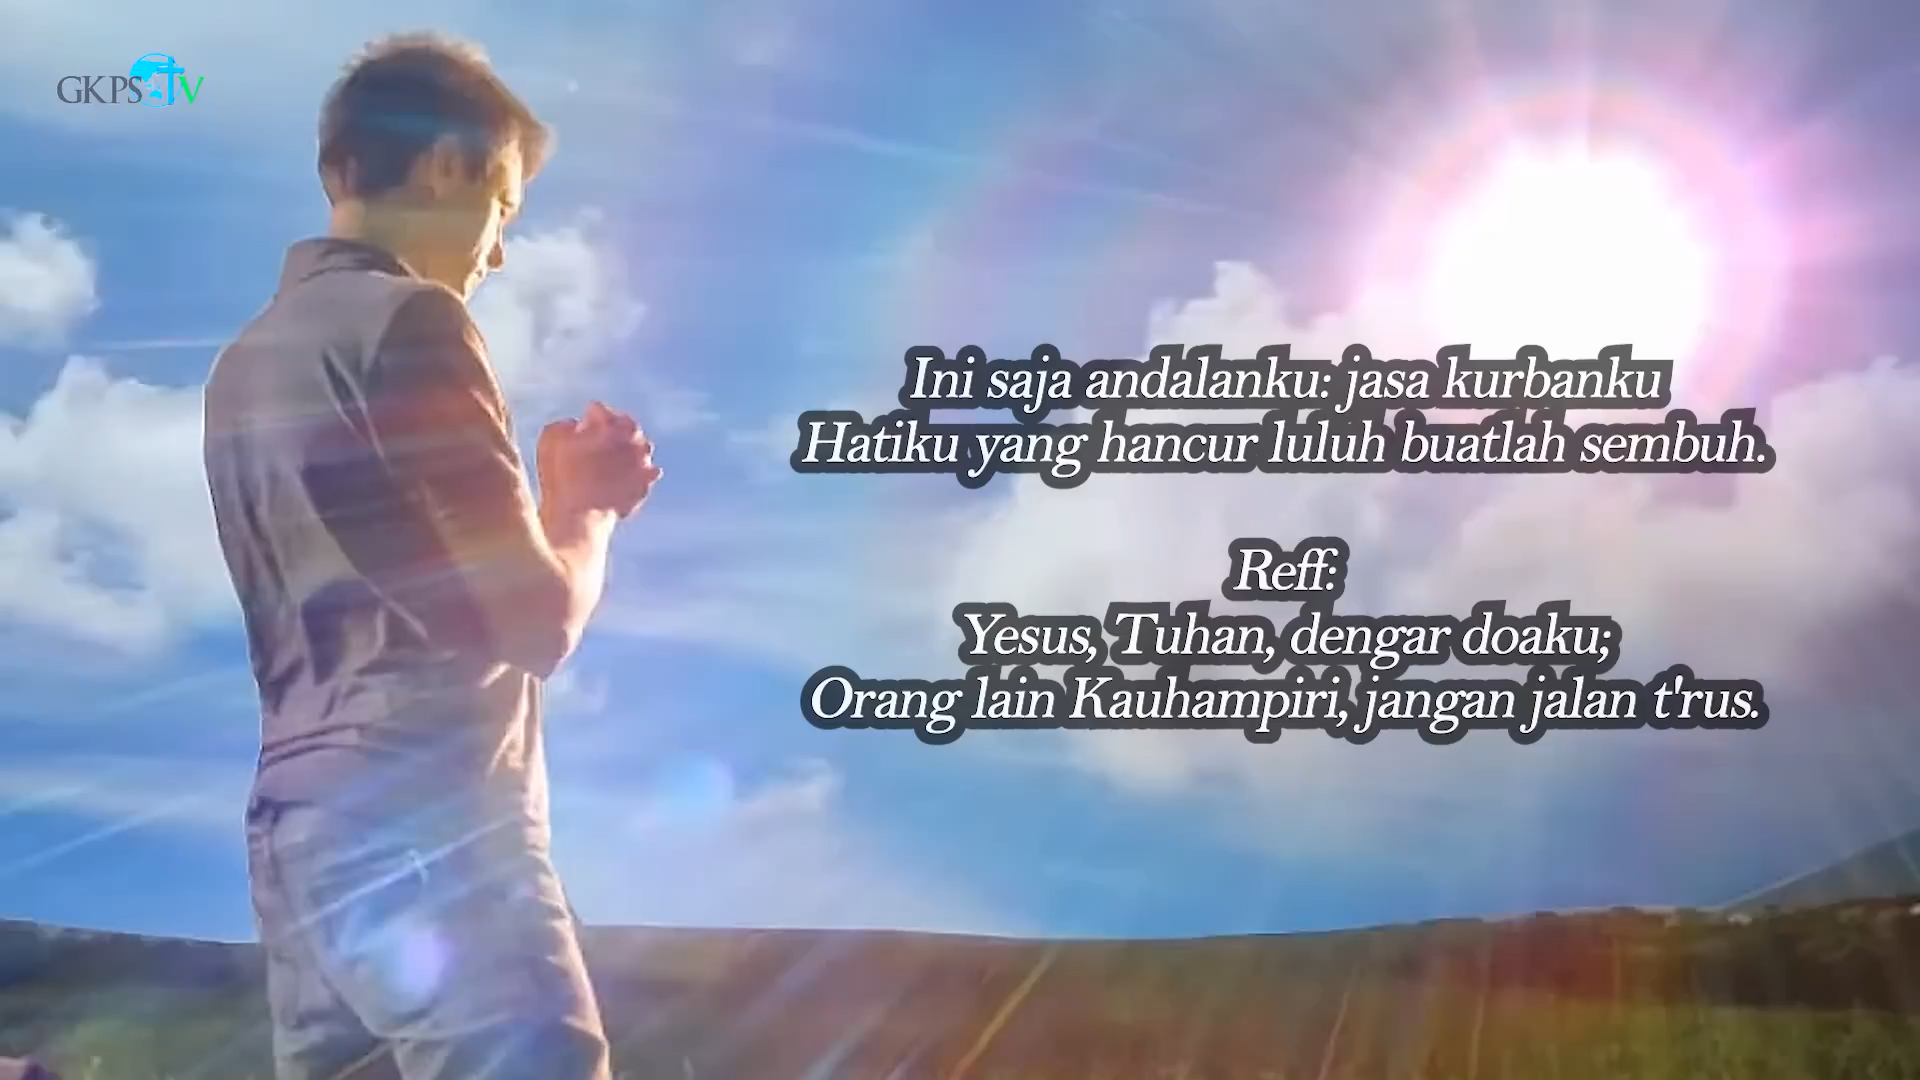 GKPS TV
Ini saja andalanku: jasa kurbanku
Hatiku yang hancur luluh buatlah sembuh.
Reff:
Yesus, Tuhan, dengar doaku;
Orang lain Kauhampiri, jangan jalan t'rus.